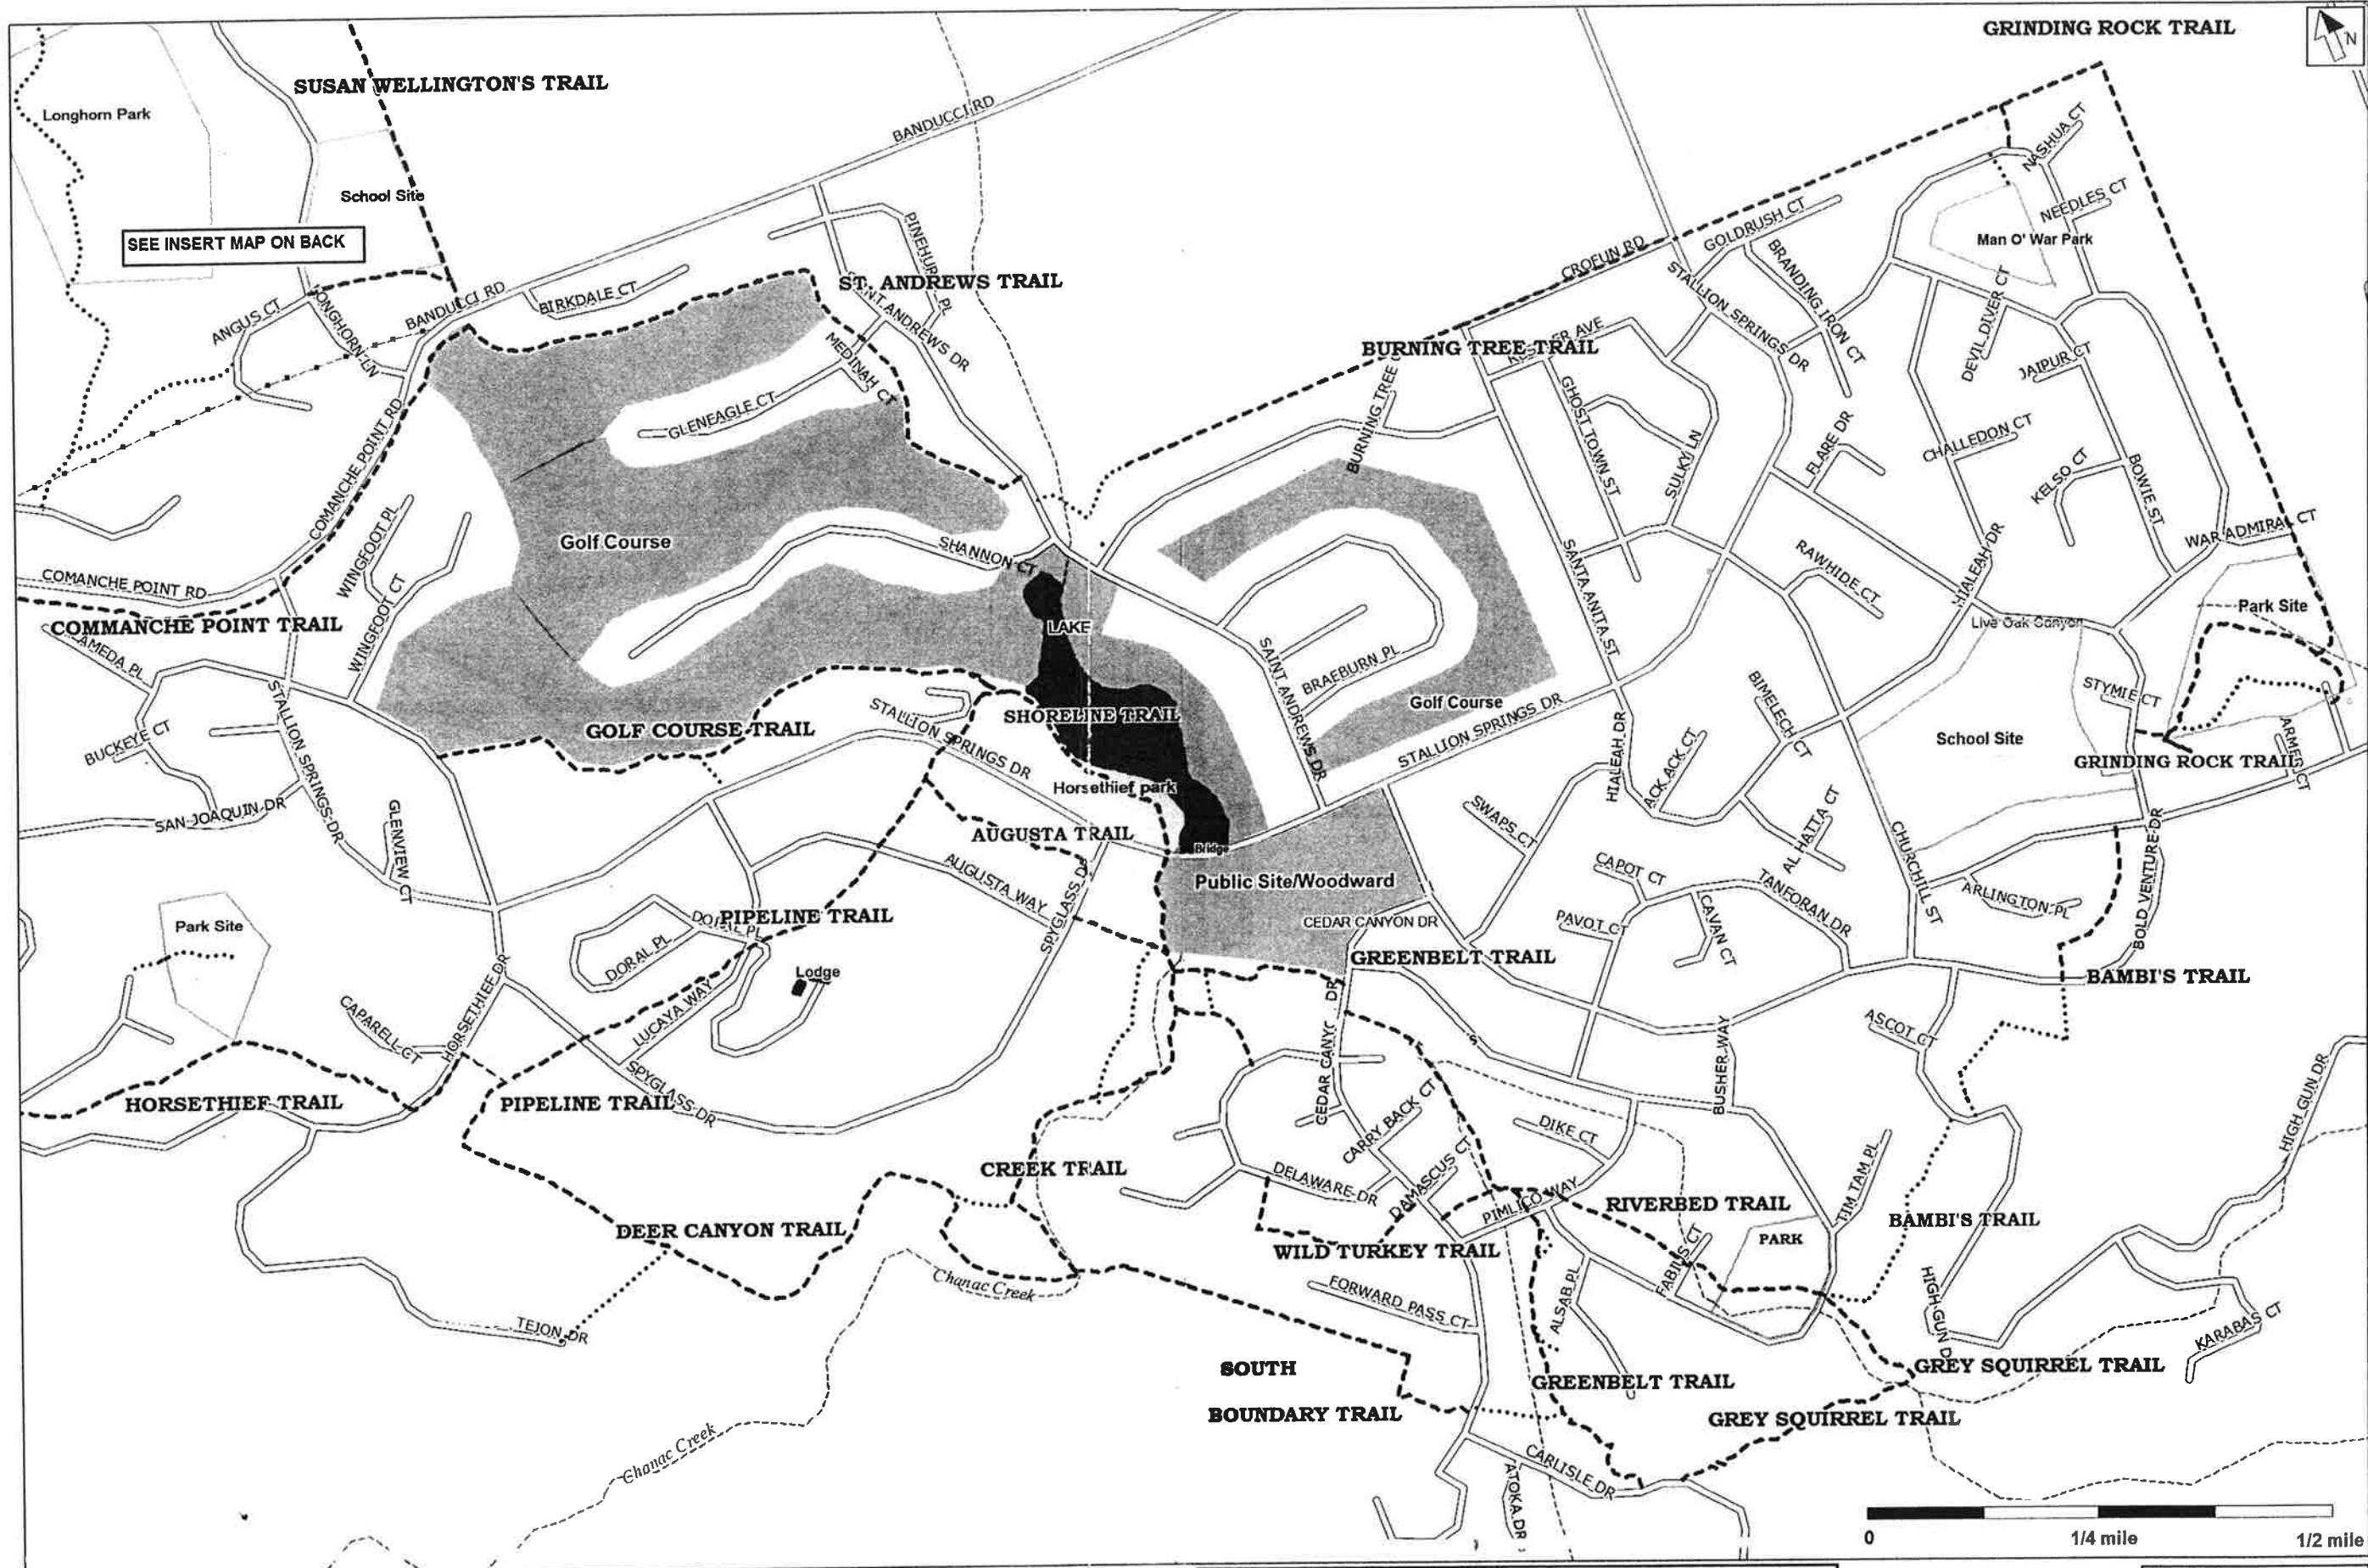 GRINDING ROCK TRAIL
N
SUSAN WELLINGTON'S TRAIL
Longhorn Park
BANDUCCI RD
NASHUA CT
School Site
NEEDLES CT
SEE INSERT MAP ON BACK
PINEHURST PL
GOLDRUSH CT
Man O' War Park
CROFUN RD
BRANDING IRON CT
STALLION SPRINGS DR
ST. ANDREWS TRAIL
SAINT ANDREWS DR
ANGUS CT
LONGHORN LN
BANDUCCI RD
BIRKDALE CT
DEVIL DIVER CT
BURNING TREE TRAIL
MEDINAH CT
JAIPUR CT
BURNING TREE
GHOST TOWN ST
GLENEAGLE CT
COMANCHE POINT RD
SULKY LN
FLARE DR
CHALLEDON CT
KELSO CT
BOWIE ST
WINGFOOT PL
Golf Course
SHANNON CT
WAR ADMIRAL CT
SANTA ANITA ST
RAWHIDE CT
HIALEAH DR
COMANCHE POINT RD
WINGFOOT CT
Park Site
COMMANCHE POINT TRAIL
LAKE
Live Oak Canyon
ALAMEDA PL
SAINT ANDREWS DR
BRAEBURN PL
STALLION SPRINGS DR
BIMELECH CT
STYMIE CT
Golf Course
SHORELINE TRAIL
STALLION SPRINGS DR
GOLF COURSE TRAIL
STALLION SPRINGS DR
HIALEAH DR
ACK ACK CT
School Site
BUCKEYE CT
GRINDING ROCK TRAIL
ARMED CT
Horsethief park
SAN JOAQUIN DR
GLENVIEW CT
SWAPS CT
AL HATTA CT
AUGUSTA TRAIL
Bridge
CHURCHILL ST
BOLD VENTURE DR
AUGUSTA WAY
SPYGLASS DR
Public Site/Woodward
CAPOT CT
TANFORAN DR
ARLINGTON PL
Park Site
DORAL PL
PIPELINE TRAIL
CEDAR CANYON DR
PAVOT CT
CAVAN CT
DORAL PL
GREENBELT TRAIL
Lodge
BAMBI'S TRAIL
LUCAYA WAY
HORSETHIEF DR
CAPARELL CT
CEDAR CANYON DR
BUSHER WAY
ASCOT CT
SPYGLASS DR
HORSETHIEF TRAIL
PIPELINE TRAIL
CARRY BACK CT
DIKE CT
HIGH GUN DR
CREEK TRAIL
DELAWARE DR
DAMASCUS CT
TIM TAM PL
PIMLICO WAY
RIVERBED TRAIL
BAMBI'S TRAIL
DEER CANYON TRAIL
WILD TURKEY TRAIL
FABIUS CT
PARK
Chanac Creek
FORWARD PASS CT
ALSAB PL
HIGH GUN DR
TEJON DR
KARABAS CT
SOUTH
GREY SQUIRREL TRAIL
GREENBELT TRAIL
BOUNDARY TRAIL
GREY SQUIRREL TRAIL
Chanac Creek
CARLISLE DR
ATOKA DR
0 1/4 mile 1/2 mile